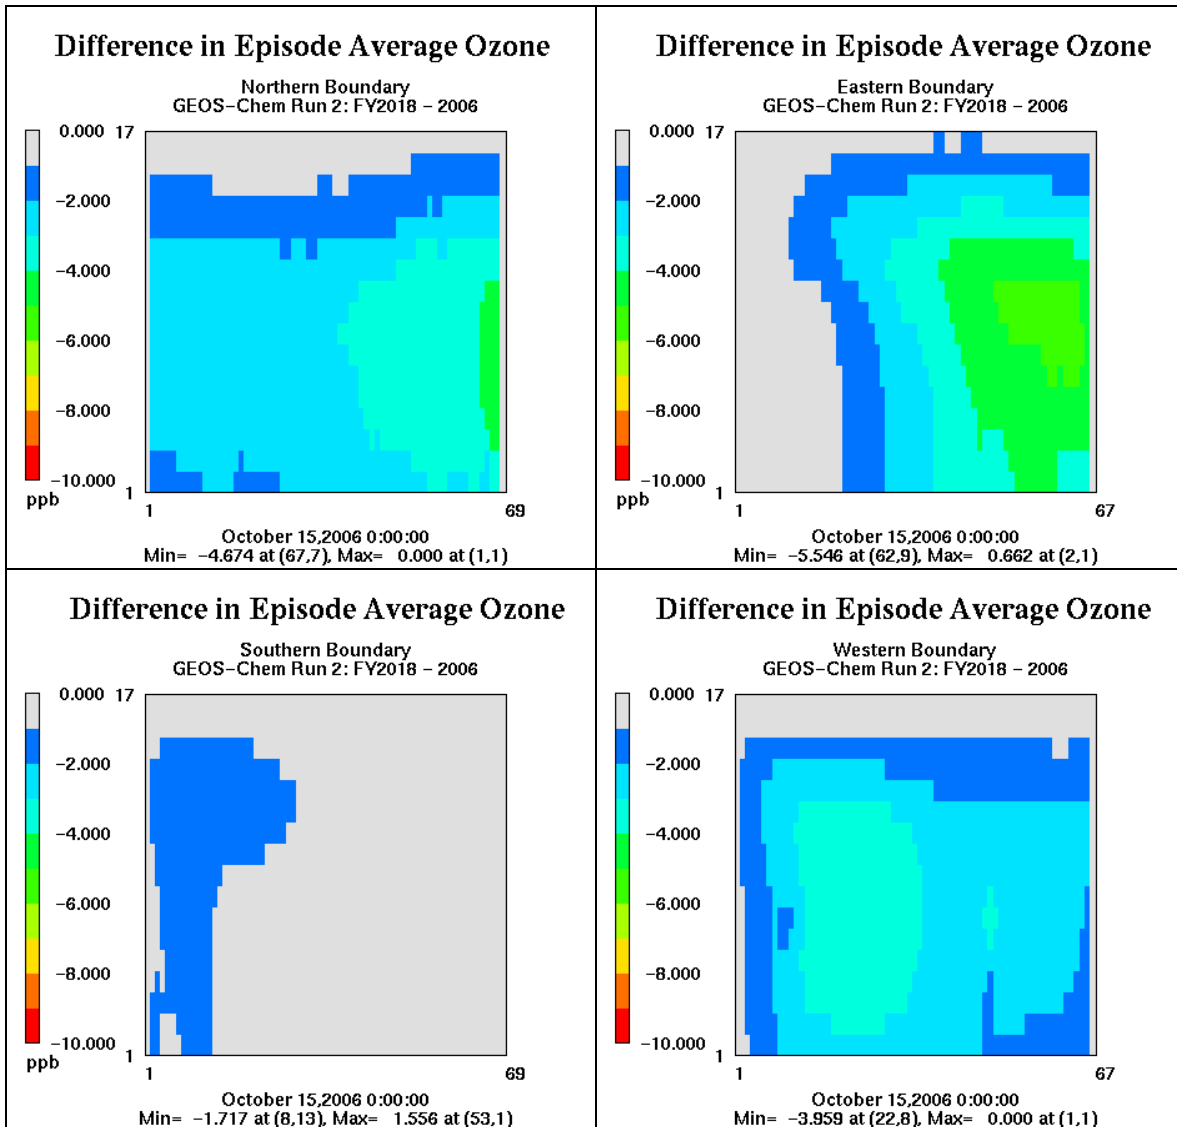 Difference in Episode Average Ozone
Northern Boundary
GEOS-Chem Run 2: FY2018 - 2006
0.000
-2.000
-4.000
-6.000
-8.000
-10.000
ppb
17
1
1
69
October 15,2006 0:00:00
Min= -4.674 at (67,7), Max= 0.000 at (1,1)
Difference in Episode Average Ozone
Eastern Boundary
GEOS-Chem Run 2: FY2018 - 2006
0.000
-2.000
-4.000
-6.000
-8.000
-10.000
ppb
17
1
1
67
October 15,2006 0:00:00
Min= -5.546 at (62,9), Max= 0.662 at (2,1)
Difference in Episode Average Ozone
Southern Boundary
GEOS-Chem Run 2: FY2018 - 2006
0.000
-2.000
-4.000
-6.000
-8.000
-10.000
ppb
17
1
1
69
October 15,2006 0:00:00
Min= -1.717 at (8,13), Max= 1.556 at (53,1)
Difference in Episode Average Ozone
Western Boundary
GEOS-Chem Run 2: FY2018 - 2006
0.000
-2.000
-4.000
-6.000
-8.000
-10.000
ppb
17
1
1
67
October 15,2006 0:00:00
Min= -3.959 at (22,8), Max= 0.000 at (1,1)